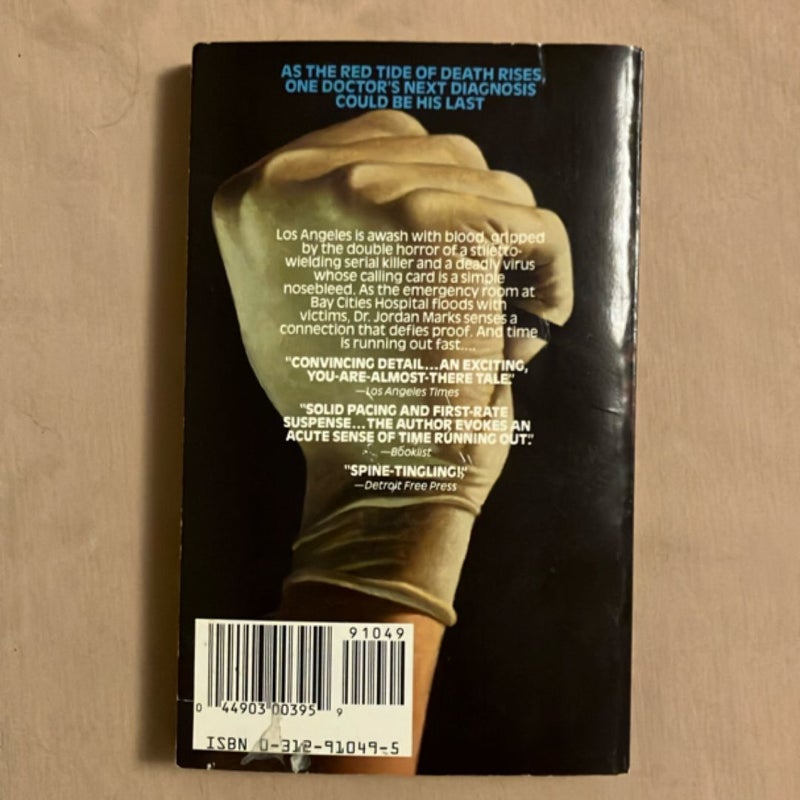 AS THE RED TIDE OF DEATH RISES,
ONE DOCTOR'S NEXT DIAGNOSIS
COULD BE HIS LAST
Los Angeles is awash with blood, gripped
by the double horror of a stiletto-
wielding serial killer and a deadly virus
whose calling card is a simple
nosebleed. As the emergency room at
Bay Cities Hospital floods with
victims, Dr. Jordan Marks senses a
connection that defies proof. And time
is running out fast....
"CONVINCING DETAIL...AN EXCITING,
YOU-ARE-ALMOST-THERE TALE."
—Los Angeles Times
"SOLID PACING AND FIRST-RATE
SUSPENSE...THE AUTHOR EVOKES AN
ACUTE SENSE OF TIME RUNNING OUT."
—Booklist
"SPINE-TINGLING!"
—Detroit Free Press
91049
0 44903 00395 9
ISBN 0-312-91049-5